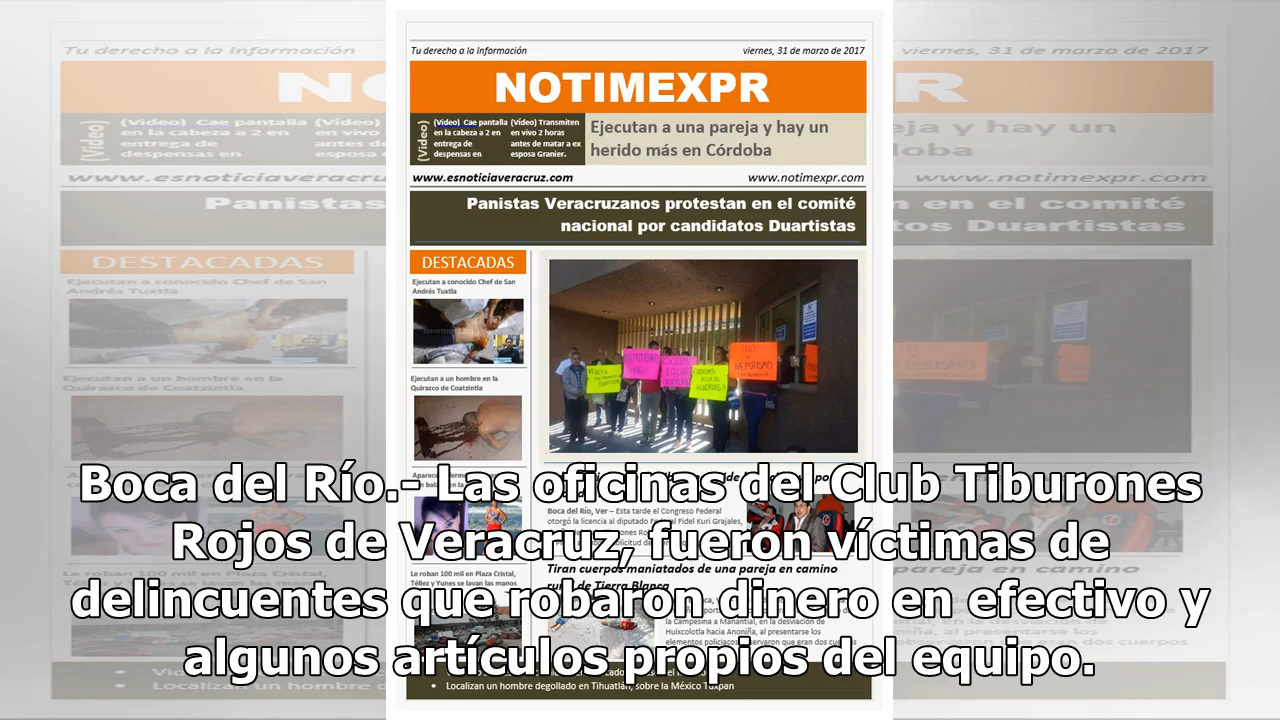 Tu derecho a la Información
viernes, 31 de marzo de 2017
NOTIMEXPR
(Video)
(Video) Cae pantalla
en la cabeza a 2 en
entrega de
despensas en
(Vídeo) Transmiten
en vivo 2 horas
antes de matar a ex
esposa Granier.
Ejecutan a una pareja y hay un
herido más en Córdoba
www.esnoticiaveracruz.com
www.notimexpr.com
Panistas Veracruzanos protestan en el comité
nacional por candidatos Duartistas
DESTACADAS
Ejecutan a conocido Chef de San
Andrés Tuxtla
Ejecutan a un hombre en la
Quirazco de Coatzintla
¡NO!
NEPOTISMO
Boca del Río, Ver – Esta tarde el Congreso Federal
otorgó la licencia al diputado Federal Fidel Kuri Grajales,
Tiran cuerpos maniatados de una pareja en camino
Tierra Blanca
Le roban 100 mil en Plaza Cristal,
Téllez y Yunes se lavan las manos
la Campesina a Manantial, en la desviación de
Huixcolotla hacia Anoniña, al presentarse los
Boca del Río.- Las oficinas del Club Tiburones
Rojos de Veracruz, fueron víctimas de
delincuentes que robaron dinero en efectivo y
algunos artículos propios del equipo.
Localizan un hombre degollado en Tihuatlán, sobre la México Tuxpan